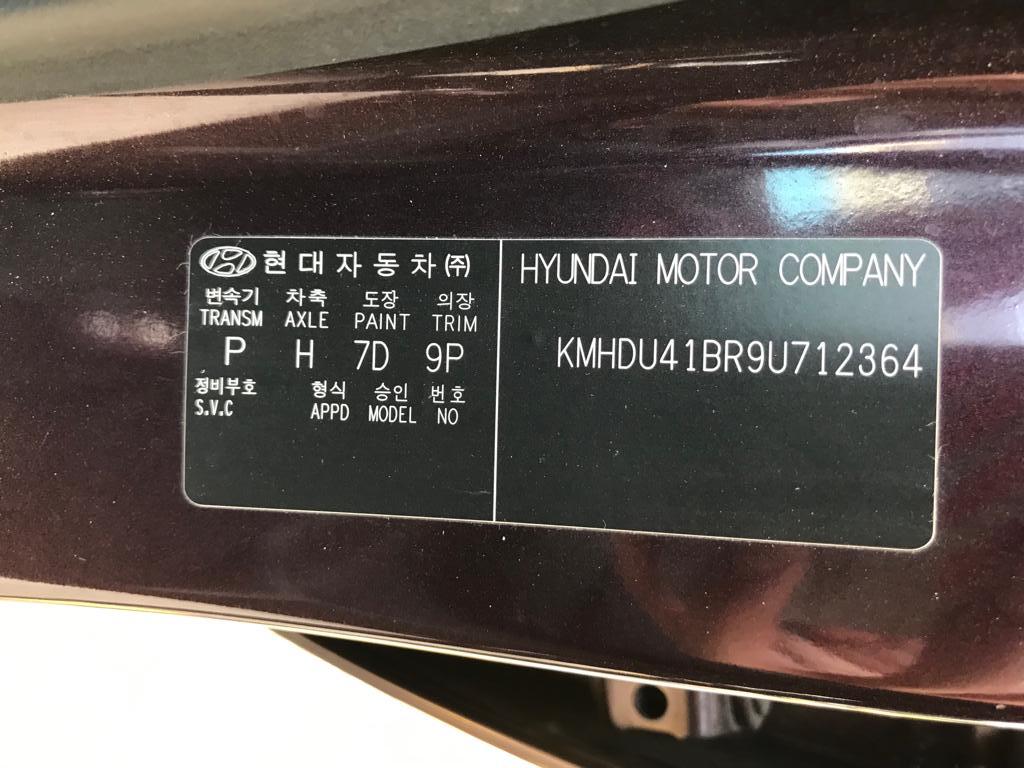 현대자동차㈜
변속기 차축 도장 의장
TRANSM AXLE PAINT TRIM
P H 7D 9P
정비부호 형식 승인 번호
S.V.C APPD MODEL NO
HYUNDAI MOTOR COMPANY
KMHDU41BR9U712364